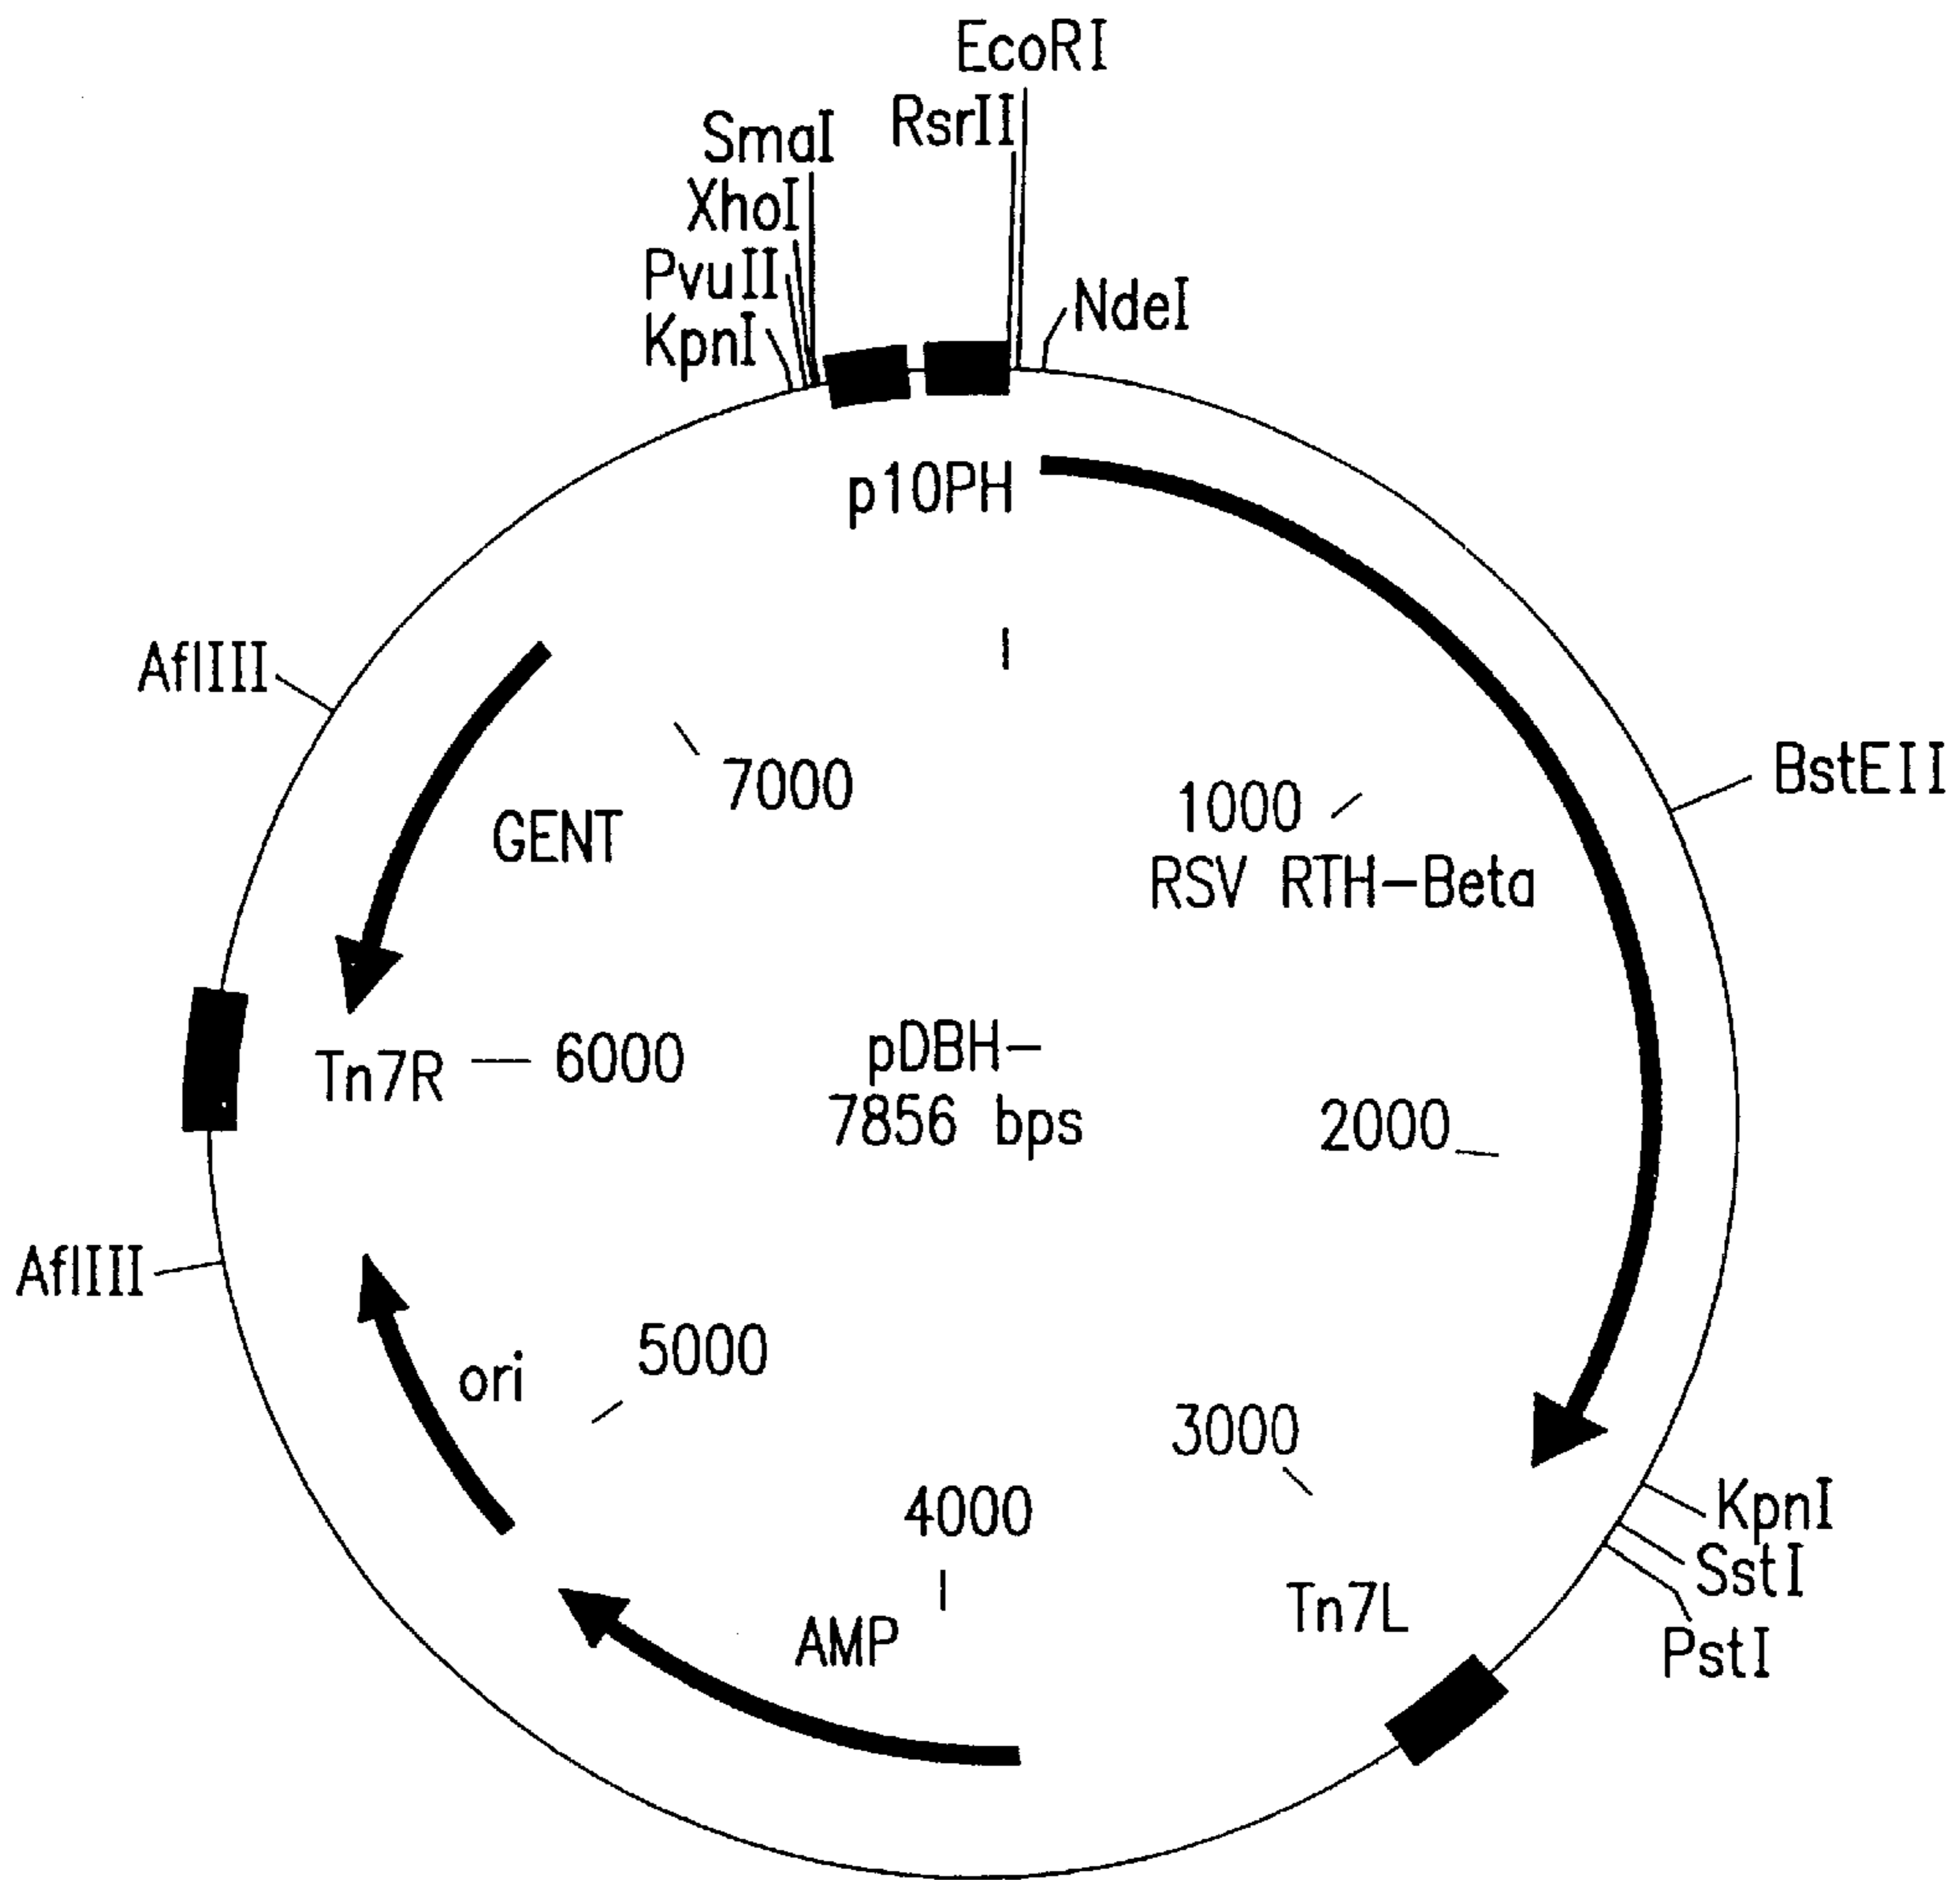 EcoRI
RsrII
SmaI
XhoI
PvuII
KpnI
NdeI
p10PH
AflIII
7000
GENT
1000
RSV RTH-Beta
BstEII
Tn7R
6000
pDBH-
7856 bps
2000
AflIII
5000
ori
3000
4000
KpnI
SstI
PstI
Tn7L
AMP